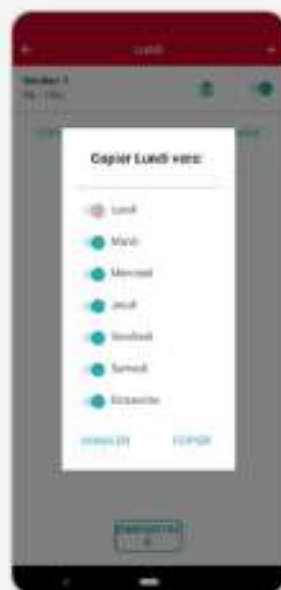 Lundi
Copier Lundi vers:
Lundi
Mardi
Mercredi
Jeudi
Vendredi
Samedi
Dimanche
ANNULER COPIER